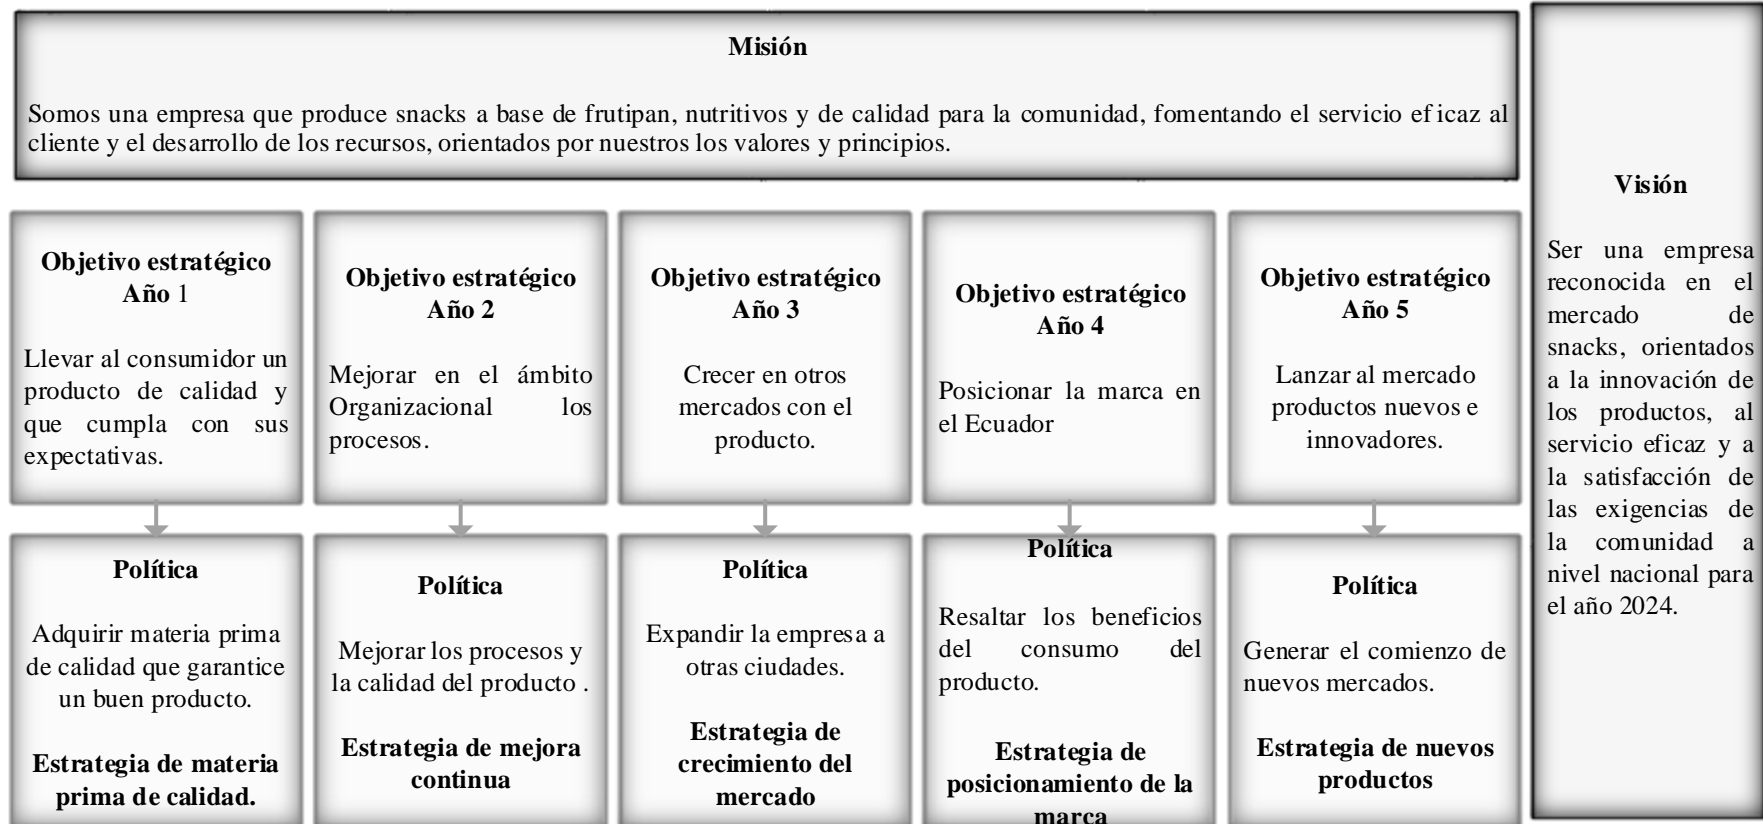 Misión
Somos una empresa que produce snacks a base de frutipan, nutritivos y de calidad para la comunidad, fomentando el servicio eficaz al
cliente y el desarrollo de los recursos, orientados por nuestros los valores y principios.
Objetivo estratégico
Año 1
Llevar al consumidor un
producto de calidad y
que cumpla con sus
expectativas.
Objetivo estratégico
Año 2
Mejorar en el ámbito
Organizacional los
procesos.
Objetivo estratégico
Año 3
Crecer en otros
mercados con el
producto.
Objetivo estratégico
Año 4
Posicionar la marca en
el Ecuador
Objetivo estratégico
Año 5
Lanzar al mercado
productos nuevos e
innovadores.
Política
Adquirir materia prima
de calidad que garantice
un buen producto.
Estrategia de materia
prima de calidad.
Política
Mejorar los procesos y
la calidad del producto .
Estrategia de mejora
continua
Política
Expandir la empresa a
otras ciudades.
Estrategia de
crecimiento del
mercado
Política
Resaltar los beneficios
del consumo del
producto.
Estrategia de
posicionamiento de la
marca
Política
Generar el comienzo de
nuevos mercados.
Estrategia de nuevos
productos
Visión
Ser una empresa
reconocida en el
mercado de
snacks, orientados
a la innovación de
los productos, al
servicio eficaz y a
la satisfacción de
las exigencias de
la comunidad a
nivel nacional para
el año 2024.